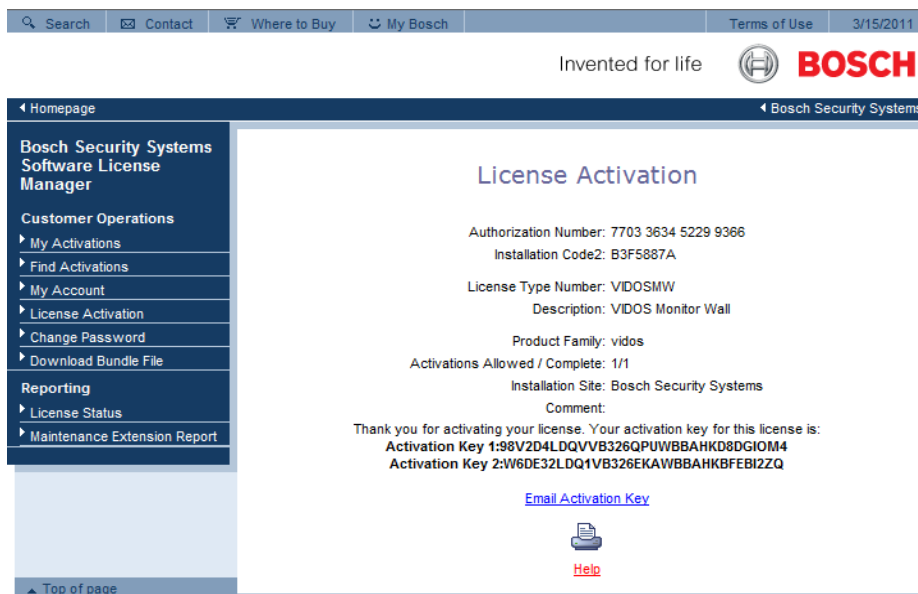 Search Contact Where to Buy My Bosch Terms of Use 3/15/2011
Invented for life BOSCH
Homepage Bosch Security Systems
Bosch Security Systems
Software License
Manager
Customer Operations
My Activations
Find Activations
My Account
License Activation
Change Password
Download Bundle File
Reporting
License Status
Maintenance Extension Report
Top of page
License Activation
Authorization Number: 7703 3634 5229 9366
Installation Code2: B3F5887A
License Type Number: VIDOSMW
Description: VIDOS Monitor Wall
Product Family: vidos
Activations Allowed / Complete: 1/1
Installation Site: Bosch Security Systems
Comment:
Thank you for activating your license. Your activation key for this license is:
Activation Key 1:98V2D4LDQVVB326QPUWBBAHKD8DGIOM4
Activation Key 2:W6DE32LDQ1VB326EKAWBBAHKBFEBI2ZQ
Email Activation Key
Help